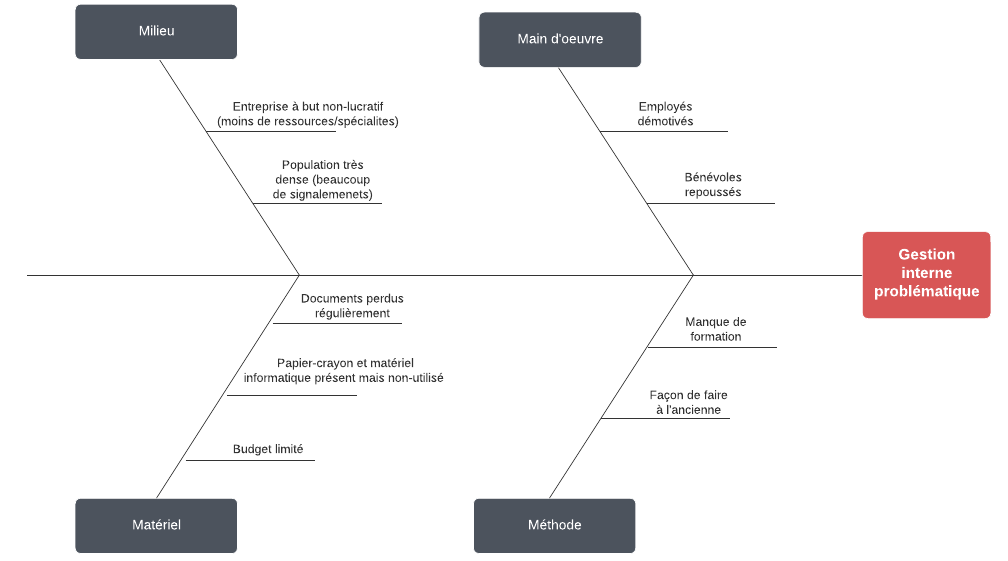 Milieu
Main d'oeuvre
Entreprise à but non-lucratif
(moins de ressources/spécialites)
Employés
démotivés
Population très
dense (beaucoup
de signalemenets)
Bénévoles
repoussés
Gestion
interne
problématique
Documents perdus
régulièrement
Manque de
formation
Papier-crayon et matériel
informatique présent mais non-utilisé
Façon de faire
à l'ancienne
Budget limité
Matériel
Méthode